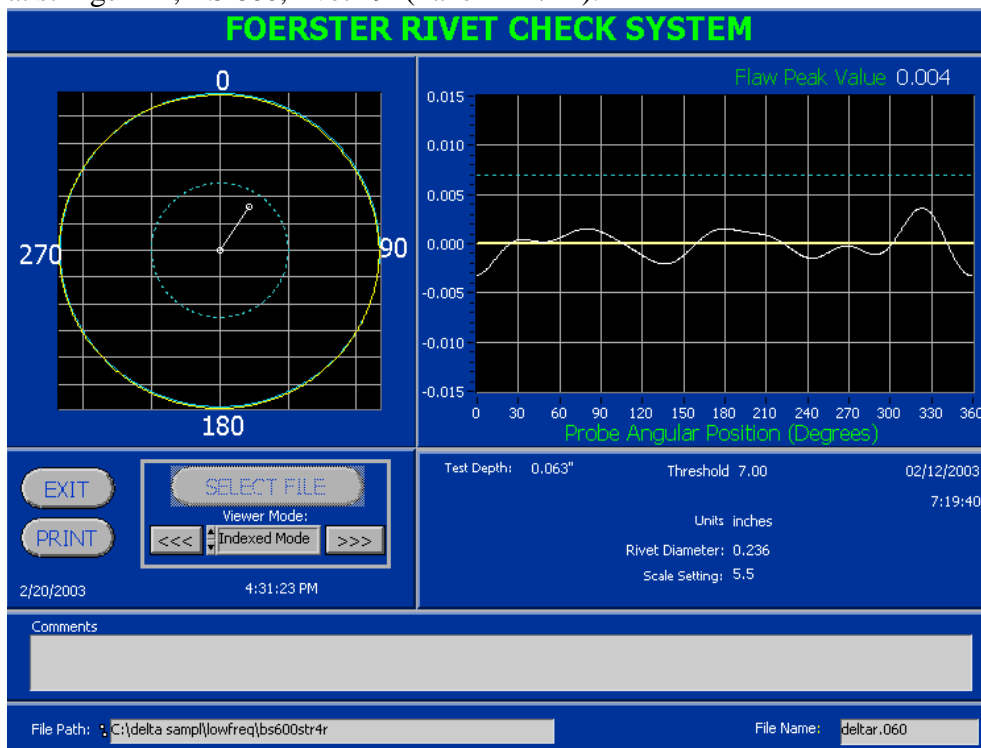 FOERSTER RIVET CHECK SYSTEM
0
270
90
180
Flaw Peak Value 0.004
0.015
0.010
0.005
0.000
-0.005
-0.010
-0.015
0 30 60 90 120 150 180 210 240 270 300 330 360
Probe Angular Position (Degrees)
EXIT
PRINT
SELECT FILE
Viewer Mode:
<<< Indexed Mode >>>
2/20/2003 4:31:23 PM
Test Depth: 0.063" Threshold 7.00 02/12/2003
7:19:40
Units inches
Rivet Diameter: 0.236
Scale Setting: 5.5
Comments
File Path: C:\delta sampl\lowfreq\bs600str4r
File Name: deltar.060